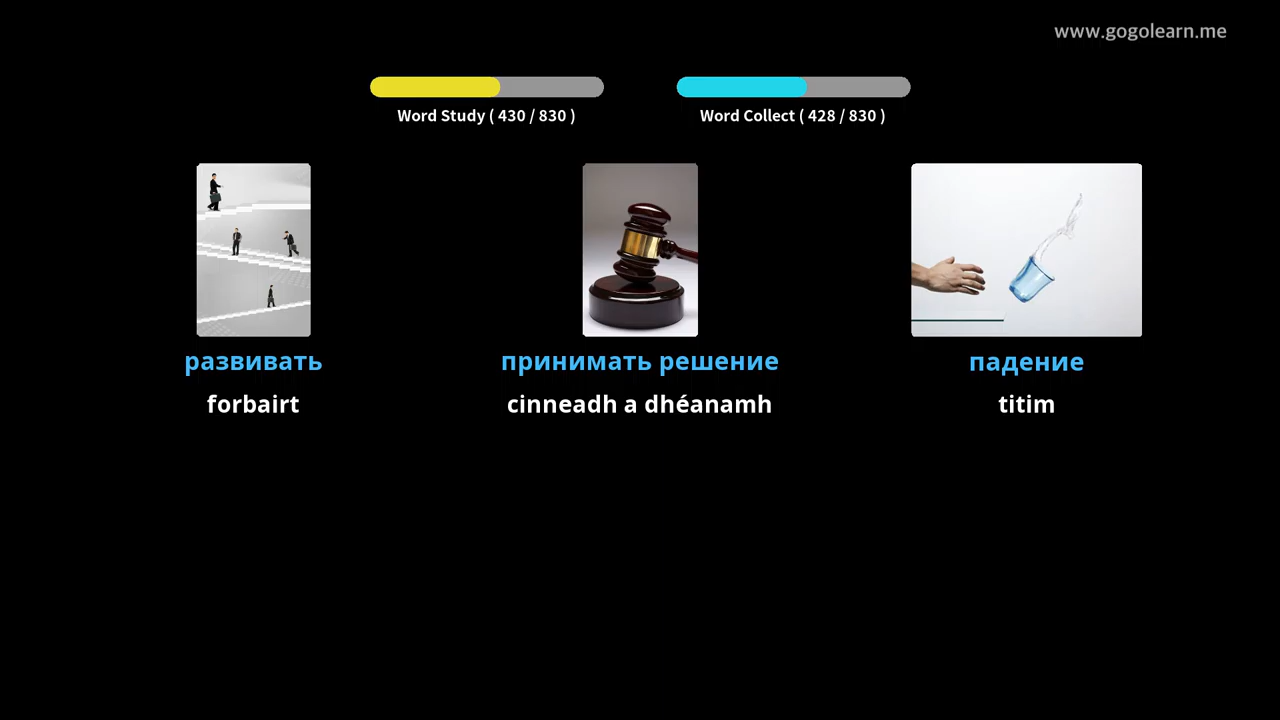 www.gogolearn.me
Word Study ( 430 / 830 )
Word Collect ( 428 / 830 )
развивать
принимать решение
падение
forbairt
cinneadh a dhéanamh
titim